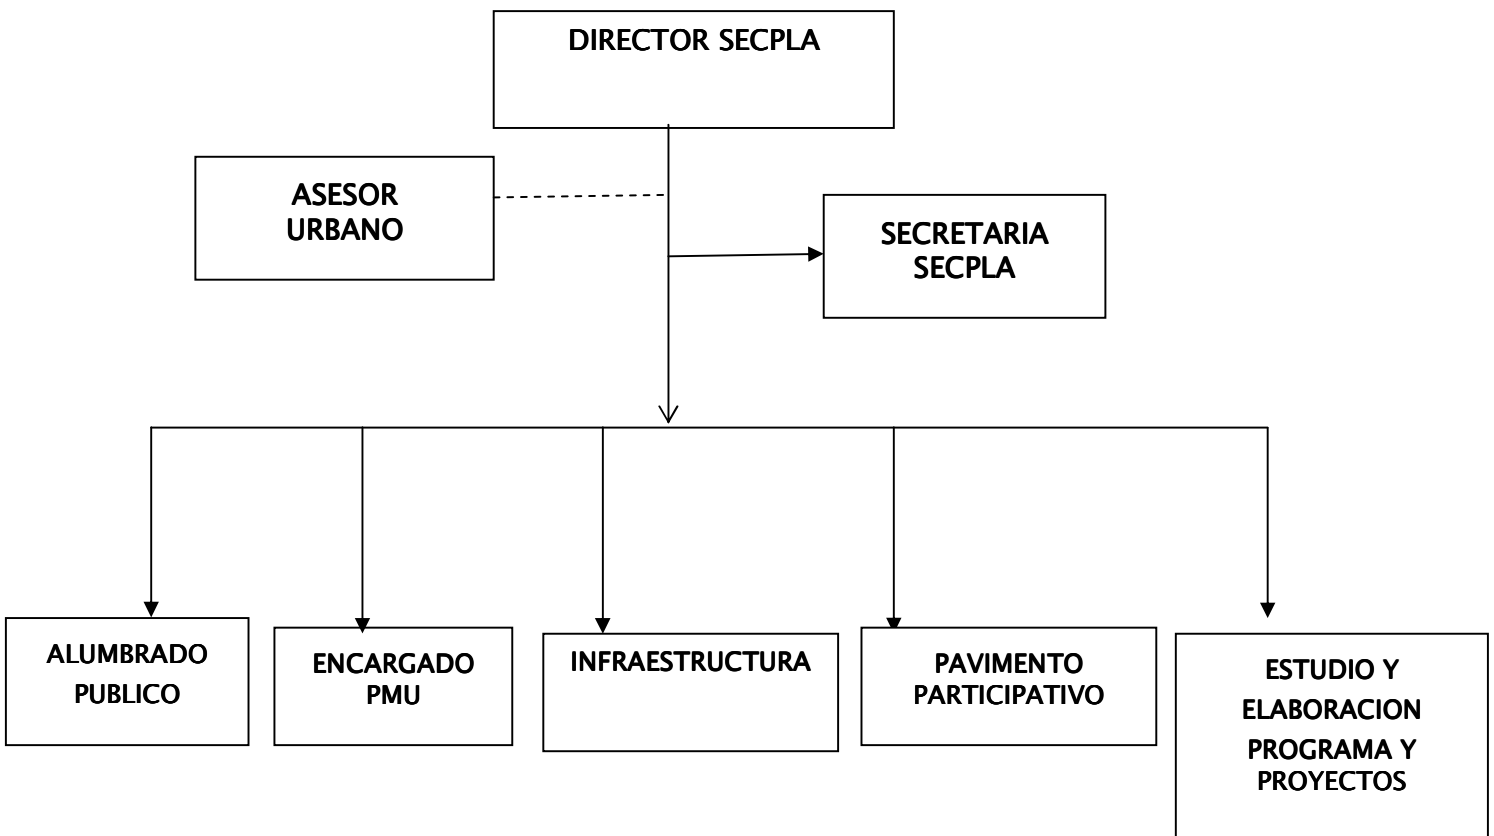 DIRECTOR SECPLA
ASESOR
URBANO
SECRETARIA
SECPLA
ALUMBRADO
PUBLICO
ENCARGADO
PMU
INFRAESTRUCTURA
PAVIMENTO
PARTICIPATIVO
ESTUDIO Y
ELABORACION
PROGRAMA Y
PROYECTOS